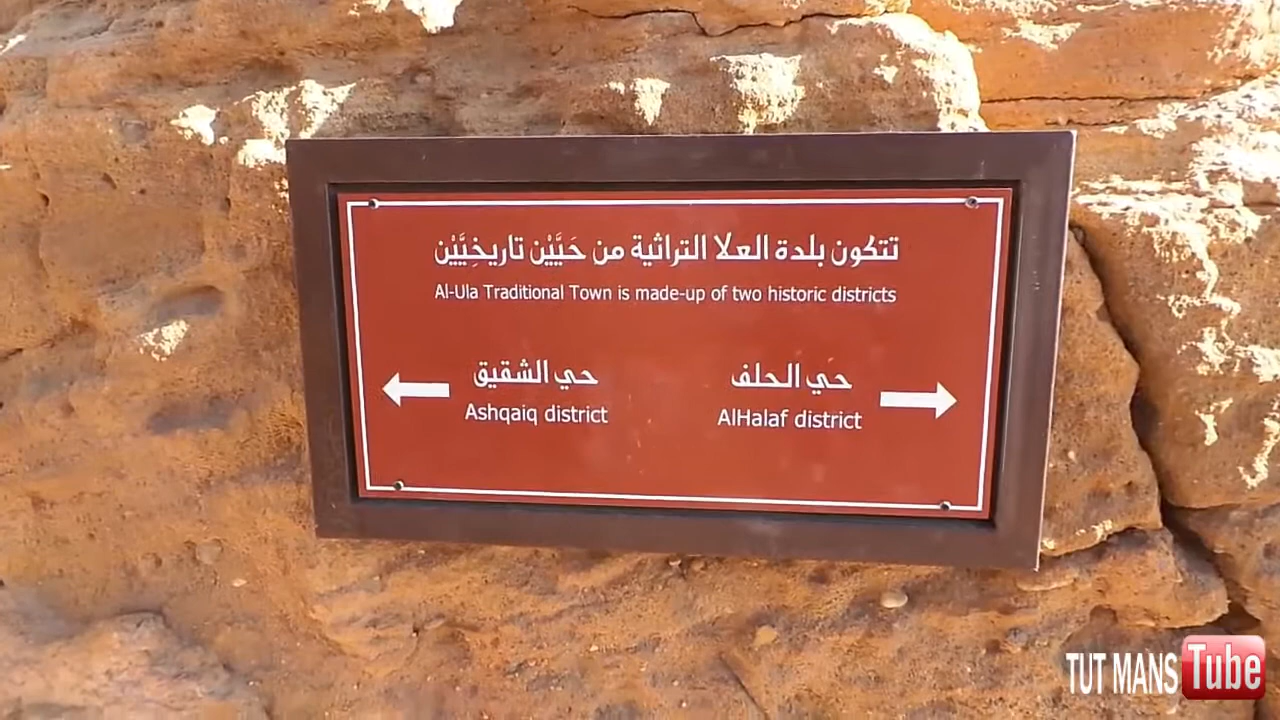 تتكون بلدة العلا التراثية من حَيَّيْن تاريخِيَّيْن
Al-Ula Traditional Town is made-up of two historic districts
حي الحلف
AlHalaf district
حي الشقيق
Ashqaiq district
TUT MANS Tube